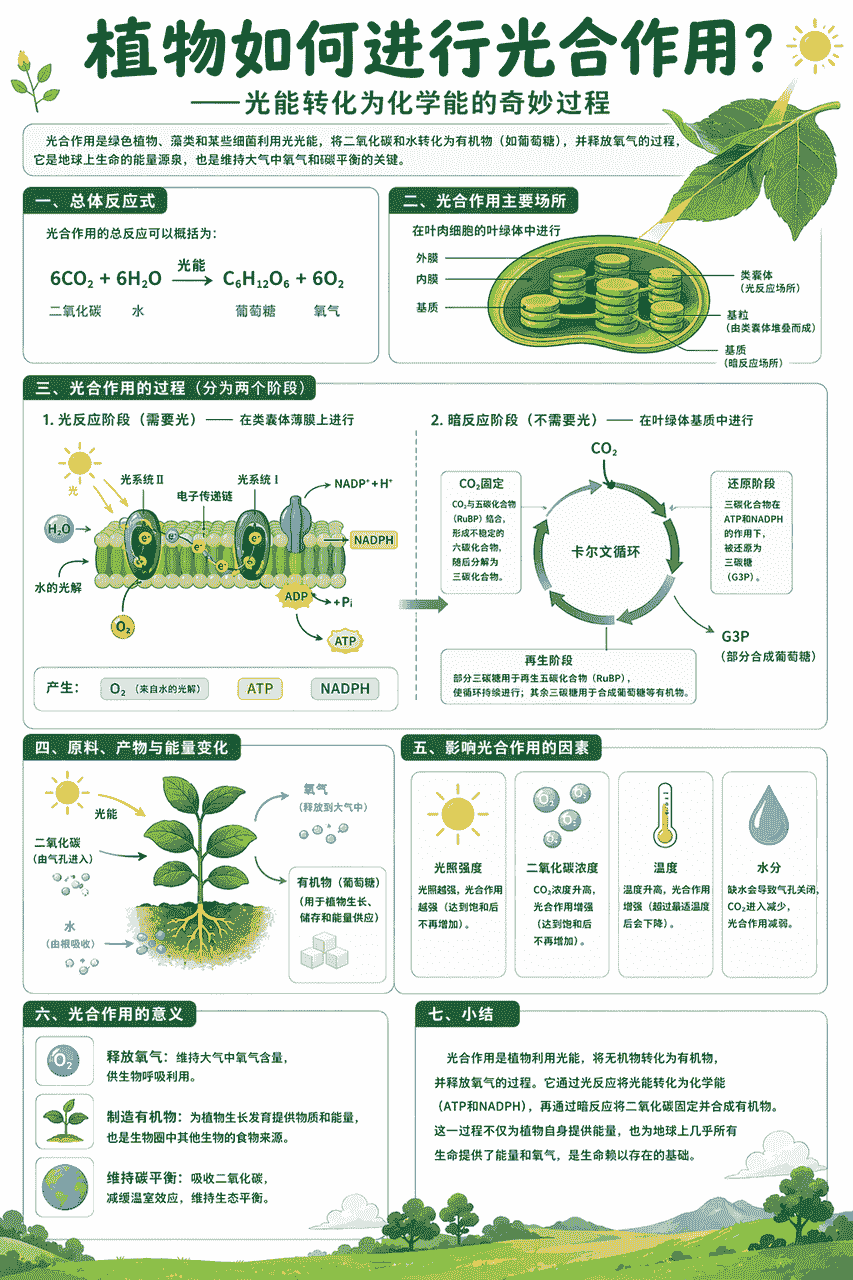 植物如何进行光合作用?
——光能转化为化学能的奇妙过程
光合作用是绿色植物、藻类和某些细菌利用光光能，将二氧化碳和水转化为有机物（如葡萄糖），并释放氧气的过程，
它是地球上生命的能量源泉，也是维持大气中氧气和碳平衡的关键。
一、总体反应式
光合作用的总反应可以概括为：
光能
6CO₂ + 6H₂O ⟶ C₆H₁₂O₆ + 6O₂
二氧化碳 水 葡萄糖 氧气
二、光合作用主要场所
在叶肉细胞的叶绿体中进行
外膜
内膜
基质
类囊体
（光反应场所）
基粒
（由类囊体堆叠而成）
基质
（暗反应场所）
三、光合作用的过程（分为两个阶段）
1. 光反应阶段（需要光）—— 在类囊体薄膜上进行
光
光系统Ⅱ
电子传递链
光系统Ⅰ
NADP⁺+H⁺
H₂O
e⁻
e⁻
e⁻
e⁻
e⁻
NADPH
水的光解
O₂
ADP
+Pi
ATP
产生：
O₂（来自水的光解）
ATP
NADPH
2. 暗反应阶段（不需要光）—— 在叶绿体基质中进行
CO₂
CO₂固定
CO₂与五碳化合物
（RuBP）结合，
形成不稳定的
六碳化合物，
随后分解为
三碳化合物。
卡尔文循环
还原阶段
三碳化合物在
ATP和NADPH
的作用下，
被还原为
三碳糖
（G3P）。
G3P
（部分合成葡萄糖）
再生阶段
部分三碳糖用于再生五碳化合物（RuBP），
使循环持续进行；其余三碳糖用于合成葡萄糖等有机物。
四、原料、产物与能量变化
光能
二氧化碳
（由气孔进入）
水
（由根吸收）
氧气
（释放到大气中）
有机物（葡萄糖）
（用于植物生长、
储存和能量供应）
五、影响光合作用的因素
光照强度
光照越强，光合作用
越强（达到饱和后
不再增加）。
O₂
O₂
O₂
二氧化碳浓度
CO₂浓度升高，
光合作用增强
（达到饱和后
不再增加）。
温度
温度升高，光合作用
增强（超过最适温度
后会下降）。
水分
缺水会导致气孔关闭，
CO₂进入减少，
光合作用减弱。
六、光合作用的意义
O₂
释放氧气：维持大气中氧气含量，
供生物呼吸利用。
制造有机物：为植物生长发育提供物质和能量，
也是生物圈中其他生物的食物来源。
维持碳平衡：吸收二氧化碳，
减缓温室效应，维持生态平衡。
七、小结
光合作用是植物利用光能，将无机物转化为有机物，
并释放氧气的过程。它通过光反应将光能转化为化学能
（ATP和NADPH），再通过暗反应将二氧化碳固定并合成有机物。
这一过程不仅为植物自身提供能量，也为地球上几乎所有
生命提供了能量和氧气，是生命赖以存在的基础。